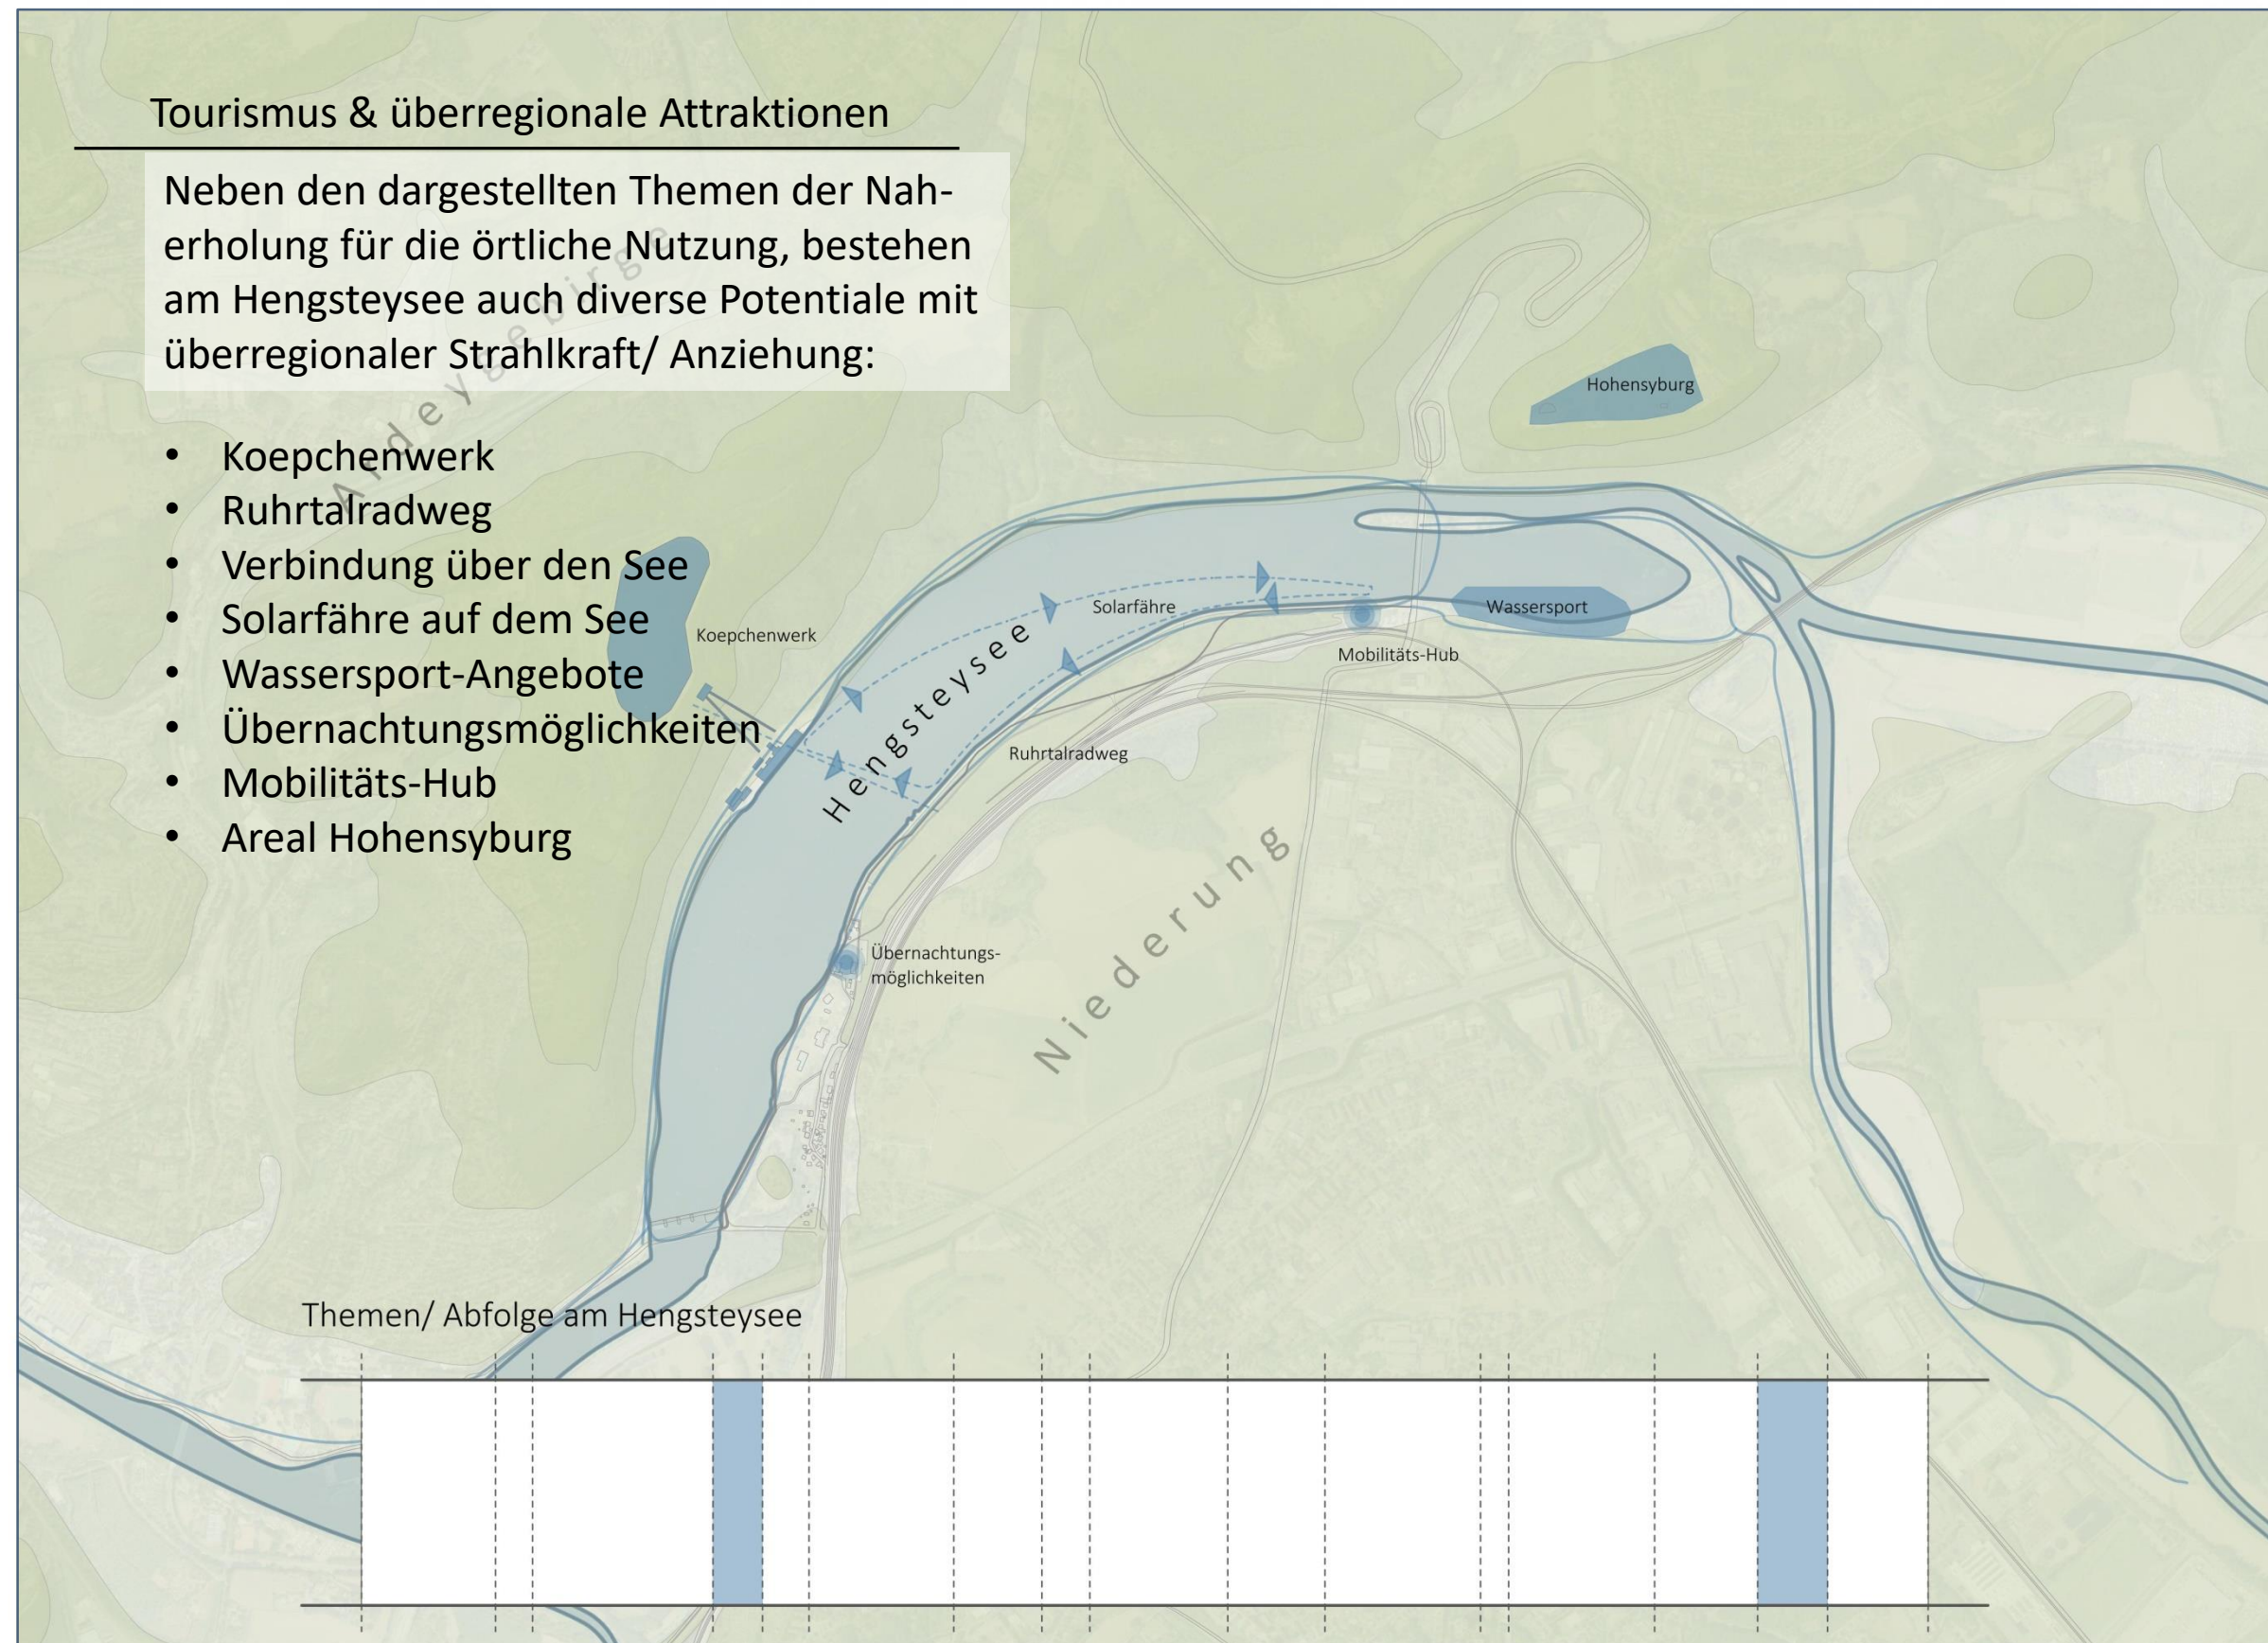 Tourismus & überregionale Attraktionen
Neben den dargestellten Themen der Nah-
erholung für die örtliche Nutzung, bestehen
am Hengsteysee auch diverse Potentiale mit
überregionaler Strahlkraft/ Anziehung:
• Koepchenwerk
• Ruhrtalradweg
• Verbindung über den See
• Solarfähre auf dem See
• Wassersport-Angebote
• Übernachtungsmöglichkeiten
• Mobilitäts-Hub
• Areal Hohensyburg
Ardeygebirge
Hohensyburg
Solarfähre
Wassersport
Koepchenwerk
Mobilitäts-Hub
Hengsteysee
Ruhrtalradweg
Niederung
Übernachtungs-
möglichkeiten
Themen/ Abfolge am Hengsteysee